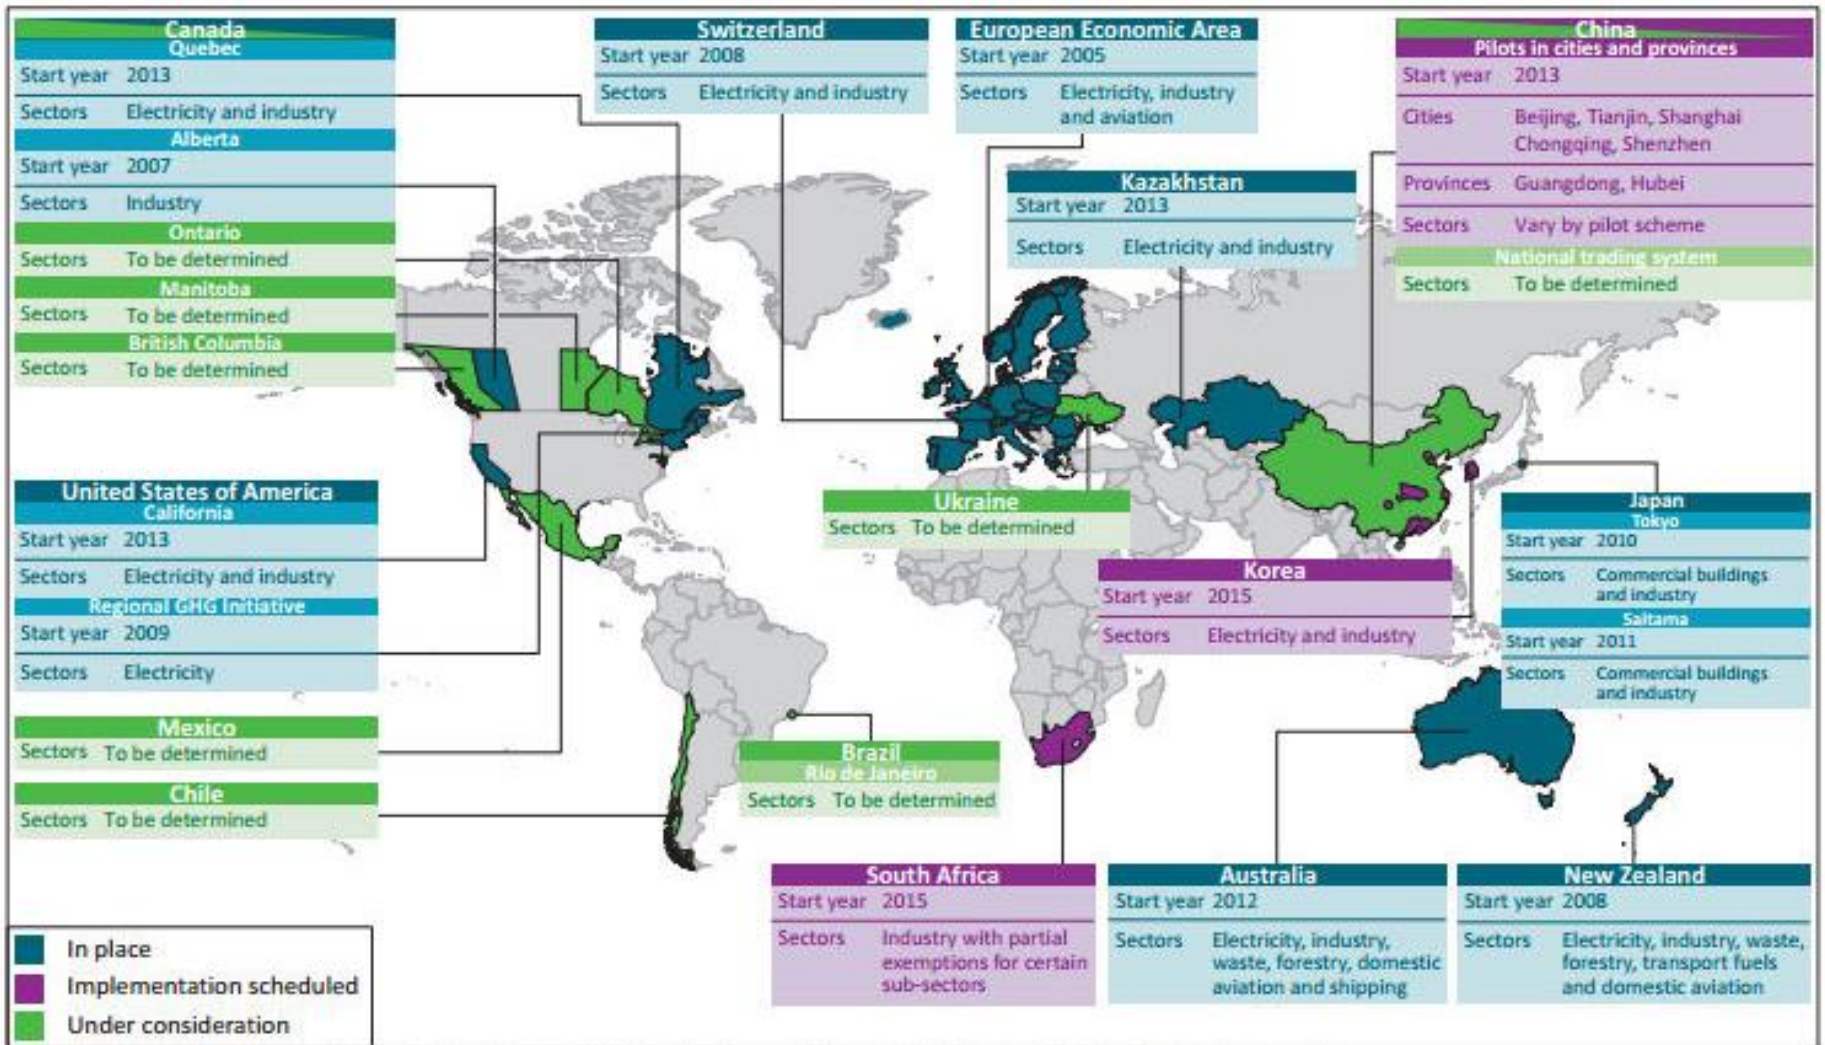 Canada
Quebec
Start year 2013
Sectors Electricity and industry
Alberta
Start year 2007
Sectors Industry
Ontario
Sectors To be determined
Manitoba
Sectors To be determined
British Columbia
Sectors To be determined
Switzerland
Start year 2008
Sectors Electricity and industry
European Economic Area
Start year 2005
Sectors Electricity, industry
and aviation
Kazakhstan
Start year 2013
Sectors Electricity and industry
China
Pilots in cities and provinces
Start year 2013
Cities Beijing, Tianjin, Shanghai
Chongqing, Shenzhen
Provinces Guangdong, Hubei
Sectors Vary by pilot scheme
National trading system
Sectors To be determined
United States of America
California
Start year 2013
Sectors Electricity and industry
Regional GHG Initiative
Start year 2009
Sectors Electricity
Mexico
Sectors To be determined
Chile
Sectors To be determined
Ukraine
Sectors To be determined
Korea
Start year 2015
Sectors Electricity and industry
Japan
Tokyo
Start year 2010
Sectors Commercial buildings
and industry
Saitama
Start year 2011
Sectors Commercial buildings
and industry
Brazil
Rio de Janeiro
Sectors To be determined
South Africa
Start year 2015
Sectors Industry with partial
exemptions for certain
sub-sectors
Australia
Start year 2012
Sectors Electricity, industry,
waste, forestry, domestic
aviation and shipping
New Zealand
Start year 2008
Sectors Electricity, industry, waste,
forestry, transport fuels
and domestic aviation
In place
Implementation scheduled
Under consideration